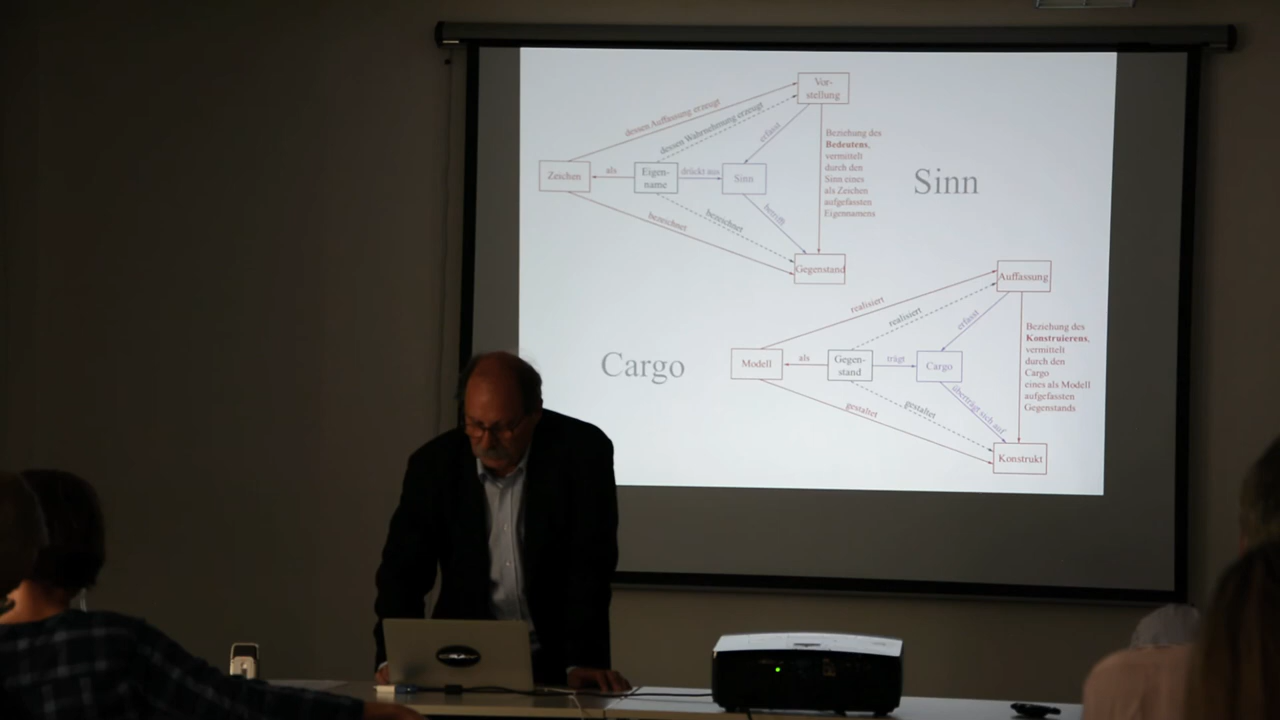 Vor-
stellung
dessen Auffassung erzeugt
dessen Wahrnehmung erzeugt
erfasst
Beziehung des
Bedeutens,
vermittelt
durch den
Sinn eines
als Zeichen
aufgefassten
Eigennamens
Zeichen
als
Eigen-
name
drückt aus
Sinn
Sinn
bezeichnet
bezeichnet
betrifft
Gegenstand
Auffassung
realisiert
realisiert
erfasst
Beziehung des
Konstruierens,
vermittelt
durch den
Cargo
eines als Modell
aufgefassten
Gegenstands
Cargo
Modell
als
Gegen-
stand
trägt
Cargo
gestaltet
gestaltet
überträgt sich auf
Konstrukt